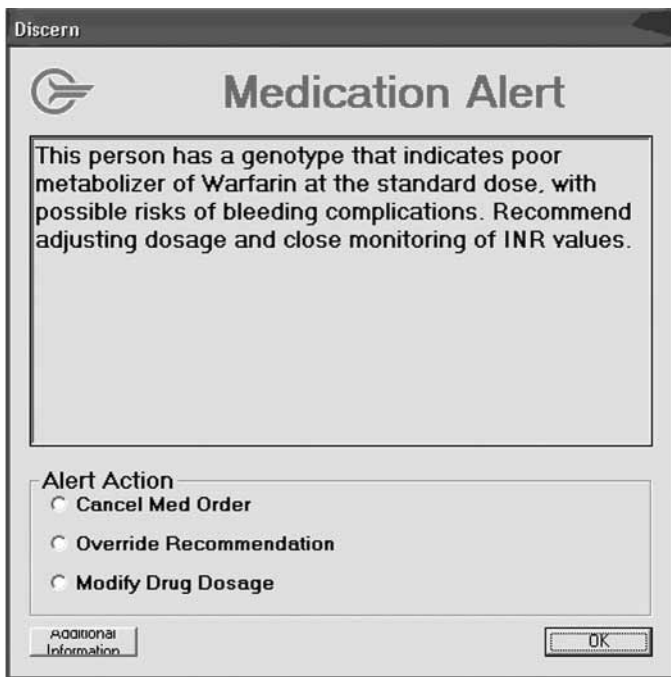 Discern
Medication Alert
This person has a genotype that indicates poor
metabolizer of Warfarin at the standard dose, with
possible risks of bleeding complications. Recommend
adjusting dosage and close monitoring of INR values.
Alert Action
Cancel Med Order
Override Recommendation
Modify Drug Dosage
Additional
Information
OK